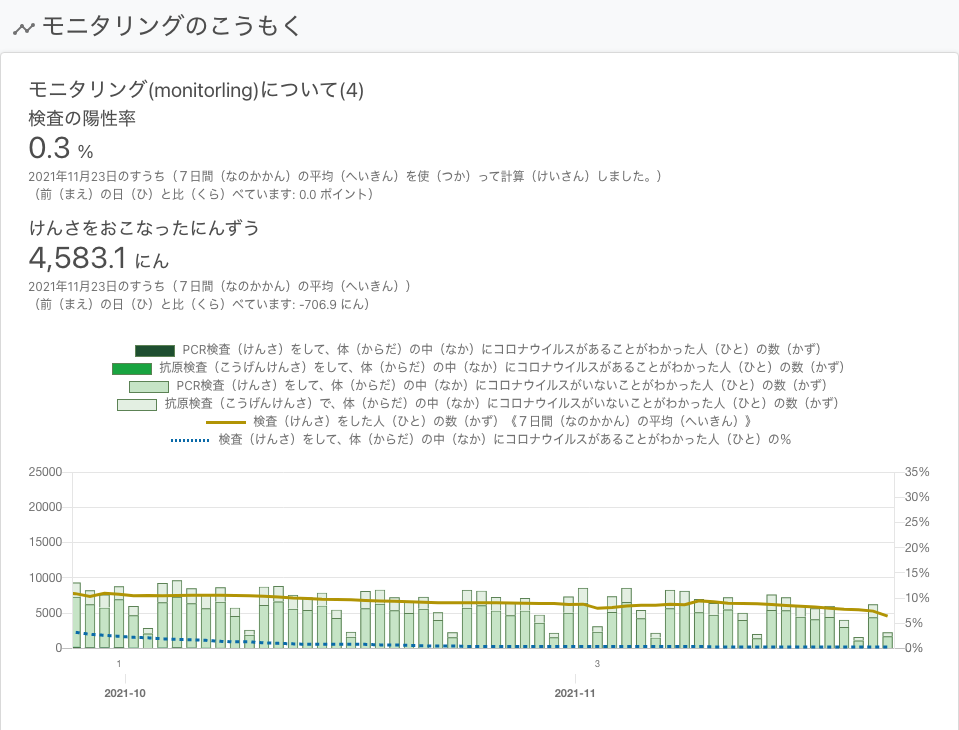 モニタリングのこうもく
モニタリング(monitorling)について(4)
検査の陽性率
0.3 %
2021年11月23日のすうち（７日間（なのかかん）の平均（へいきん）を使（つか）って計算（けいさん）しました。）
（前（まえ）の日（ひ）と比（くら）べています: 0.0 ポイント）
けんさをおこなったにんずう
4,583.1 にん
2021年11月23日のすうち（７日間（なのかかん）の平均（へいきん））
（前（まえ）の日（ひ）と比（くら）べています: -706.9 にん）
PCR検査（けんさ）をして、体（からだ）の中（なか）にコロナウイルスがあることがわかった人（ひと）の数（かず）
抗原検査（こうげんけんさ）をして、体（からだ）の中（なか）にコロナウイルスがあることがわかった人（ひと）の数（かず）
PCR検査（けんさ）をして、体（からだ）の中（なか）にコロナウイルスがいないことがわかった人（ひと）の数（かず）
抗原検査（こうげんけんさ）で、体（からだ）の中（なか）にコロナウイルスがいないことがわかった人（ひと）の数（かず）
検査（けんさ）をした人（ひと）の数（かず）《７日間（なのかかん）の平均（へいきん）》
検査（けんさ）をして、体（からだ）の中（なか）にコロナウイルスがあることがわかった人（ひと）の%
25000 35%
30%
20000
25%
15000
20%
10000 15%
10%
5000
5%
0 0%
1 3
2021-10 2021-11